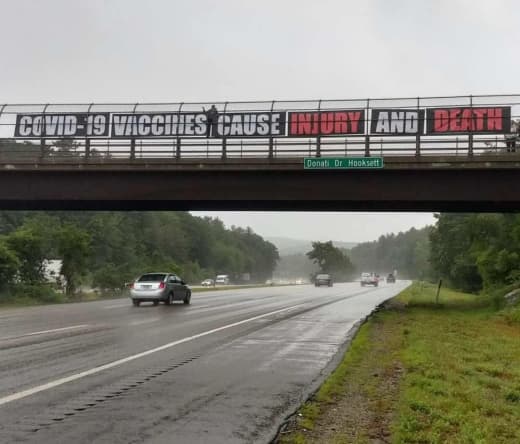 COVID-19 VACCINES CAUSE INJURY AND DEATH
Donati Dr Hooksett